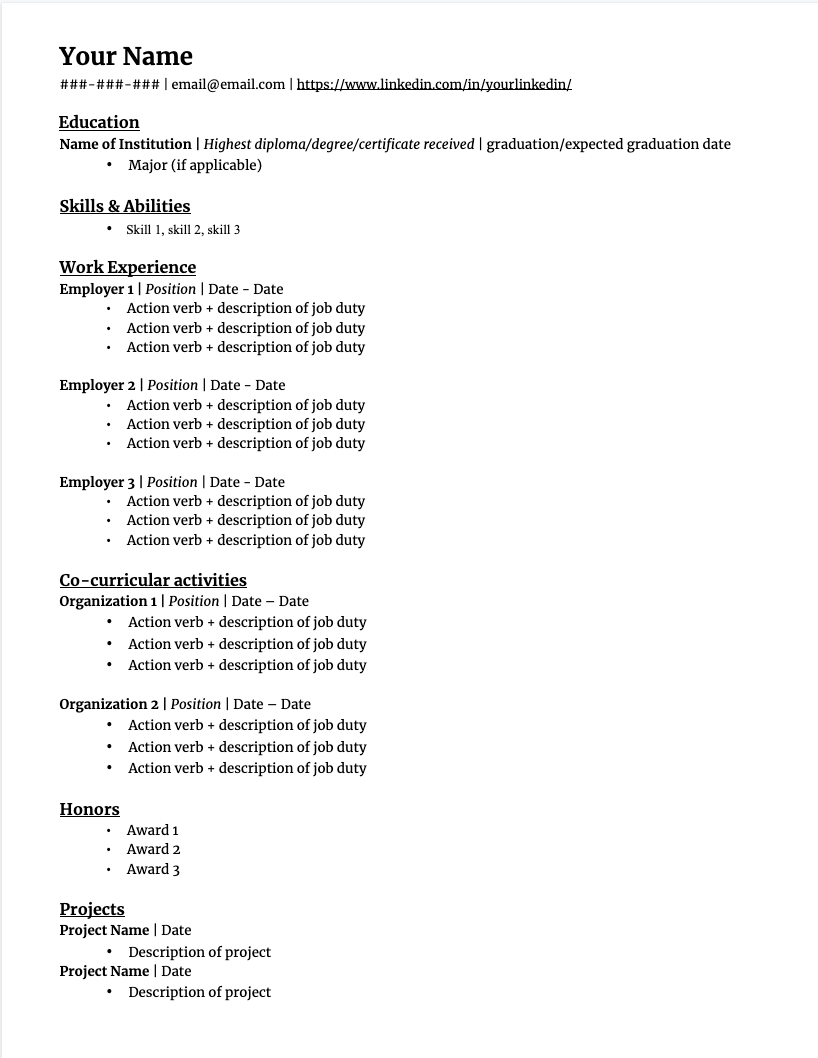 Your Name
###-###-### | email@email.com | https://www.linkedin.com/in/yourlinkedin/
Education
Name of Institution | Highest diploma/degree/certificate received | graduation/expected graduation date
• Major (if applicable)
Skills & Abilities
• Skill 1, skill 2, skill 3
Work Experience
Employer 1 | Position | Date - Date
• Action verb + description of job duty
• Action verb + description of job duty
• Action verb + description of job duty
Employer 2 | Position | Date - Date
• Action verb + description of job duty
• Action verb + description of job duty
• Action verb + description of job duty
Employer 3 | Position | Date - Date
• Action verb + description of job duty
• Action verb + description of job duty
• Action verb + description of job duty
Co-curricular activities
Organization 1 | Position | Date – Date
• Action verb + description of job duty
• Action verb + description of job duty
• Action verb + description of job duty
Organization 2 | Position | Date – Date
• Action verb + description of job duty
• Action verb + description of job duty
• Action verb + description of job duty
Honors
• Award 1
• Award 2
• Award 3
Projects
Project Name | Date
• Description of project
Project Name | Date
• Description of project